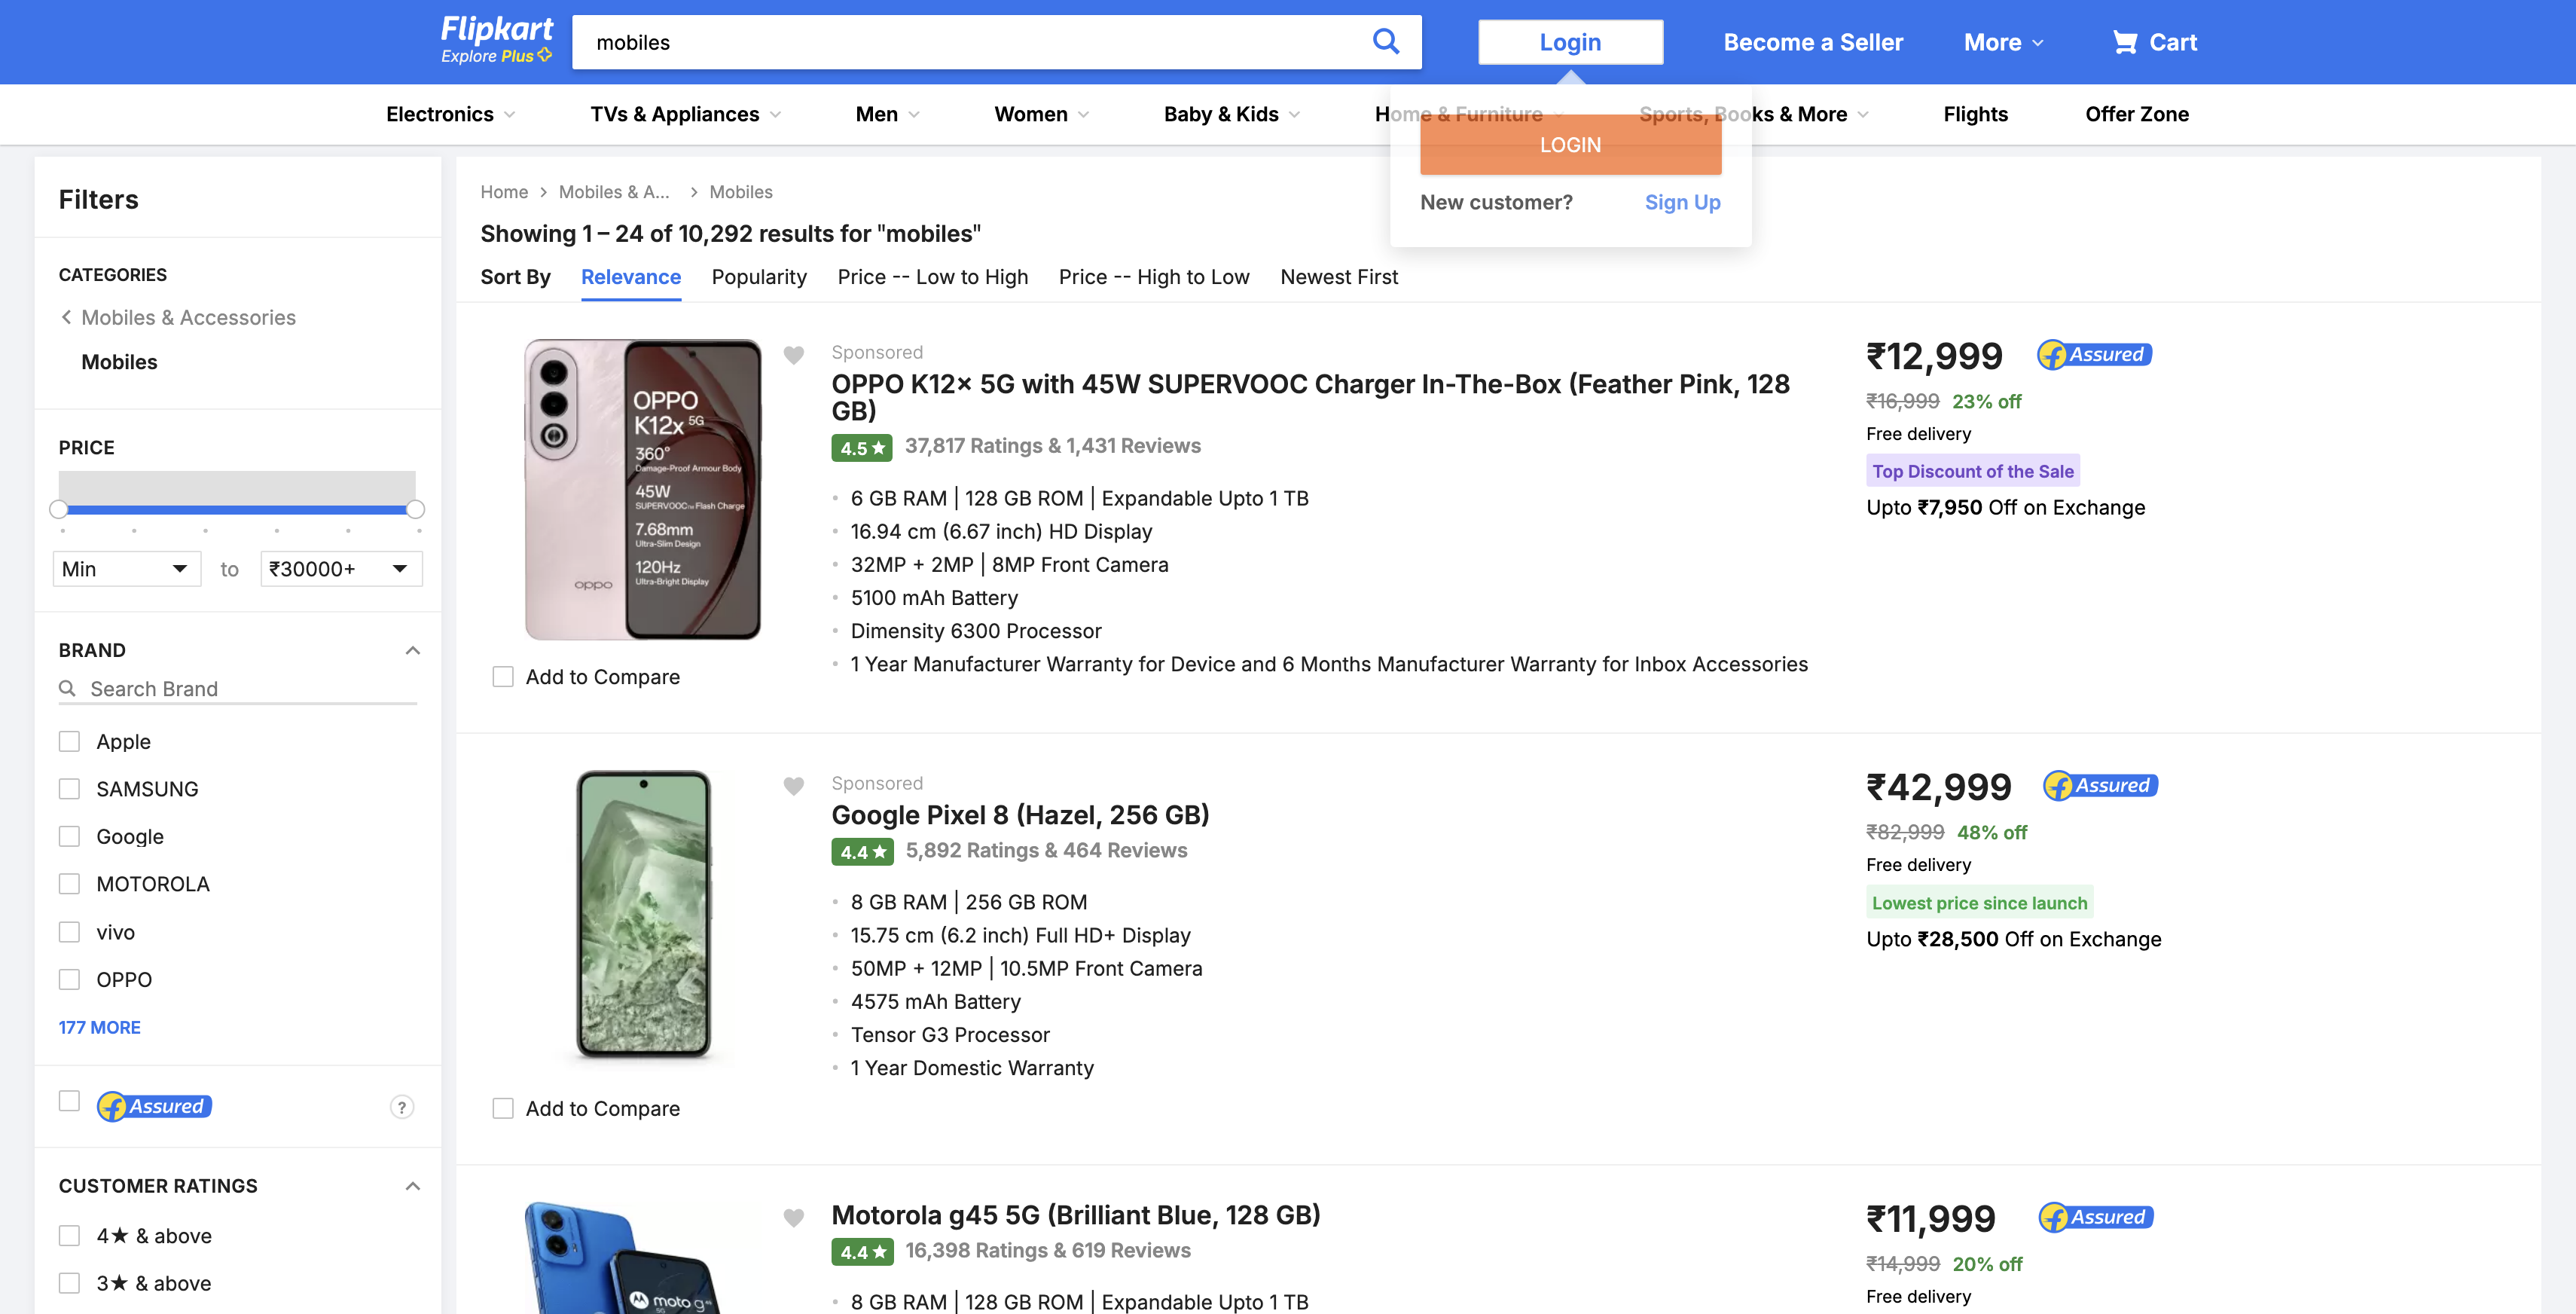 Flipkart
Explore Plus
mobiles
Login
Become a Seller
More
Cart
Electronics
TVs & Appliances
Men
Women
Baby & Kids
Home & Furniture
Sports, Books & More
Flights
Offer Zone
LOGIN
New customer? Sign Up
Filters
CATEGORIES
Mobiles & Accessories
Mobiles
PRICE
Min to ₹30000+
BRAND
Search Brand
Apple
SAMSUNG
Google
MOTOROLA
vivo
OPPO
177 MORE
Assured
?
CUSTOMER RATINGS
4★ & above
3★ & above
Home > Mobiles & A... > Mobiles
Showing 1 – 24 of 10,292 results for "mobiles"
Sort By Relevance Popularity Price -- Low to High Price -- High to Low Newest First
OPPO
K12x 5G
360°
Damage-Proof Armour Body
45W
SUPERVOOC™ Flash Charge
7.68mm
Ultra-Slim Design
120Hz
Ultra-Bright Display
oppo
Add to Compare
Sponsored
OPPO K12x 5G with 45W SUPERVOOC Charger In-The-Box (Feather Pink, 128
GB)
4.5★ 37,817 Ratings & 1,431 Reviews
6 GB RAM | 128 GB ROM | Expandable Upto 1 TB
16.94 cm (6.67 inch) HD Display
32MP + 2MP | 8MP Front Camera
5100 mAh Battery
Dimensity 6300 Processor
1 Year Manufacturer Warranty for Device and 6 Months Manufacturer Warranty for Inbox Accessories
₹12,999 Assured
₹16,999 23% off
Free delivery
Top Discount of the Sale
Upto ₹7,950 Off on Exchange
Add to Compare
Sponsored
Google Pixel 8 (Hazel, 256 GB)
4.4★ 5,892 Ratings & 464 Reviews
8 GB RAM | 256 GB ROM
15.75 cm (6.2 inch) Full HD+ Display
50MP + 12MP | 10.5MP Front Camera
4575 mAh Battery
Tensor G3 Processor
1 Year Domestic Warranty
₹42,999 Assured
₹82,999 48% off
Free delivery
Lowest price since launch
Upto ₹28,500 Off on Exchange
moto g45
Motorola g45 5G (Brilliant Blue, 128 GB)
4.4★ 16,398 Ratings & 619 Reviews
8 GB RAM | 128 GB ROM | Expandable Upto 1 TB
₹11,999 Assured
₹14,999 20% off
Free delivery